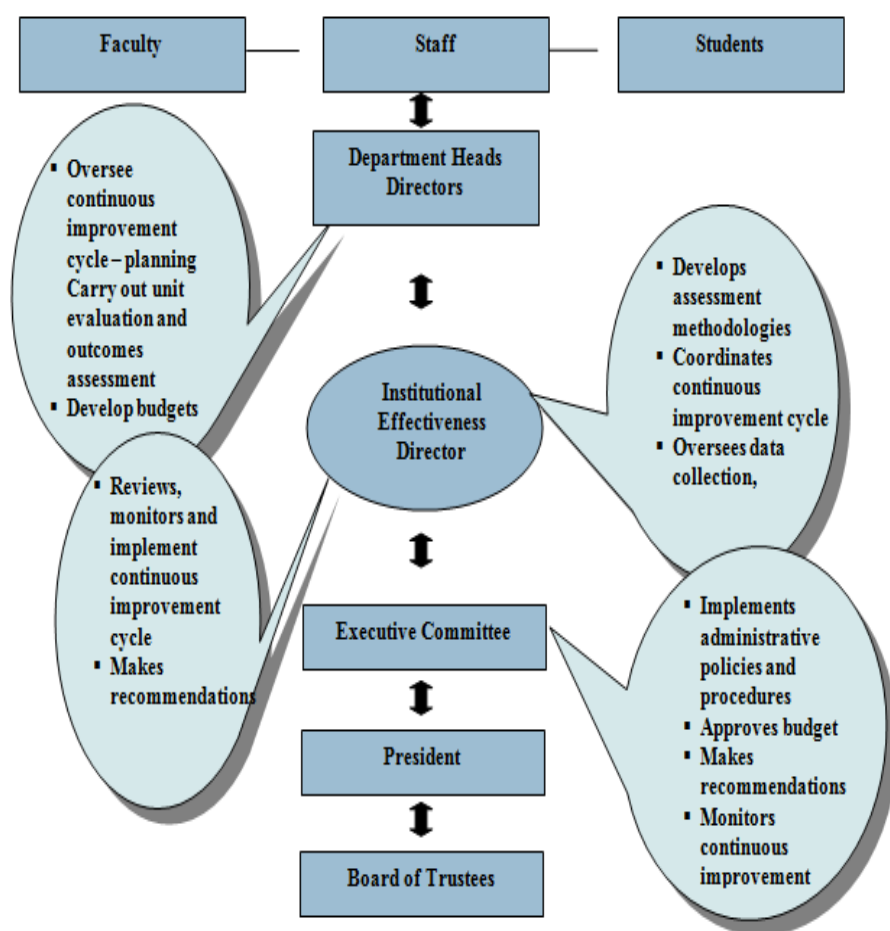 Faculty
Staff
Students
Department Heads
Directors
▪ Oversee
continuous
improvement
cycle – planning
Carry out unit
evaluation and
outcomes
assessment
▪ Develop budgets
▪ Develops
assessment
methodologies
▪ Coordinates
continuous
improvement cycle
▪ Oversees data
collection,
Institutional
Effectiveness
Director
▪ Reviews,
monitors and
implement
continuous
improvement
cycle
▪ Makes
recommendations
Executive Committee
▪ Implements
administrative
policies and
procedures
▪ Approves budget
▪ Makes
recommendations
▪ Monitors
continuous
improvement
President
Board of Trustees